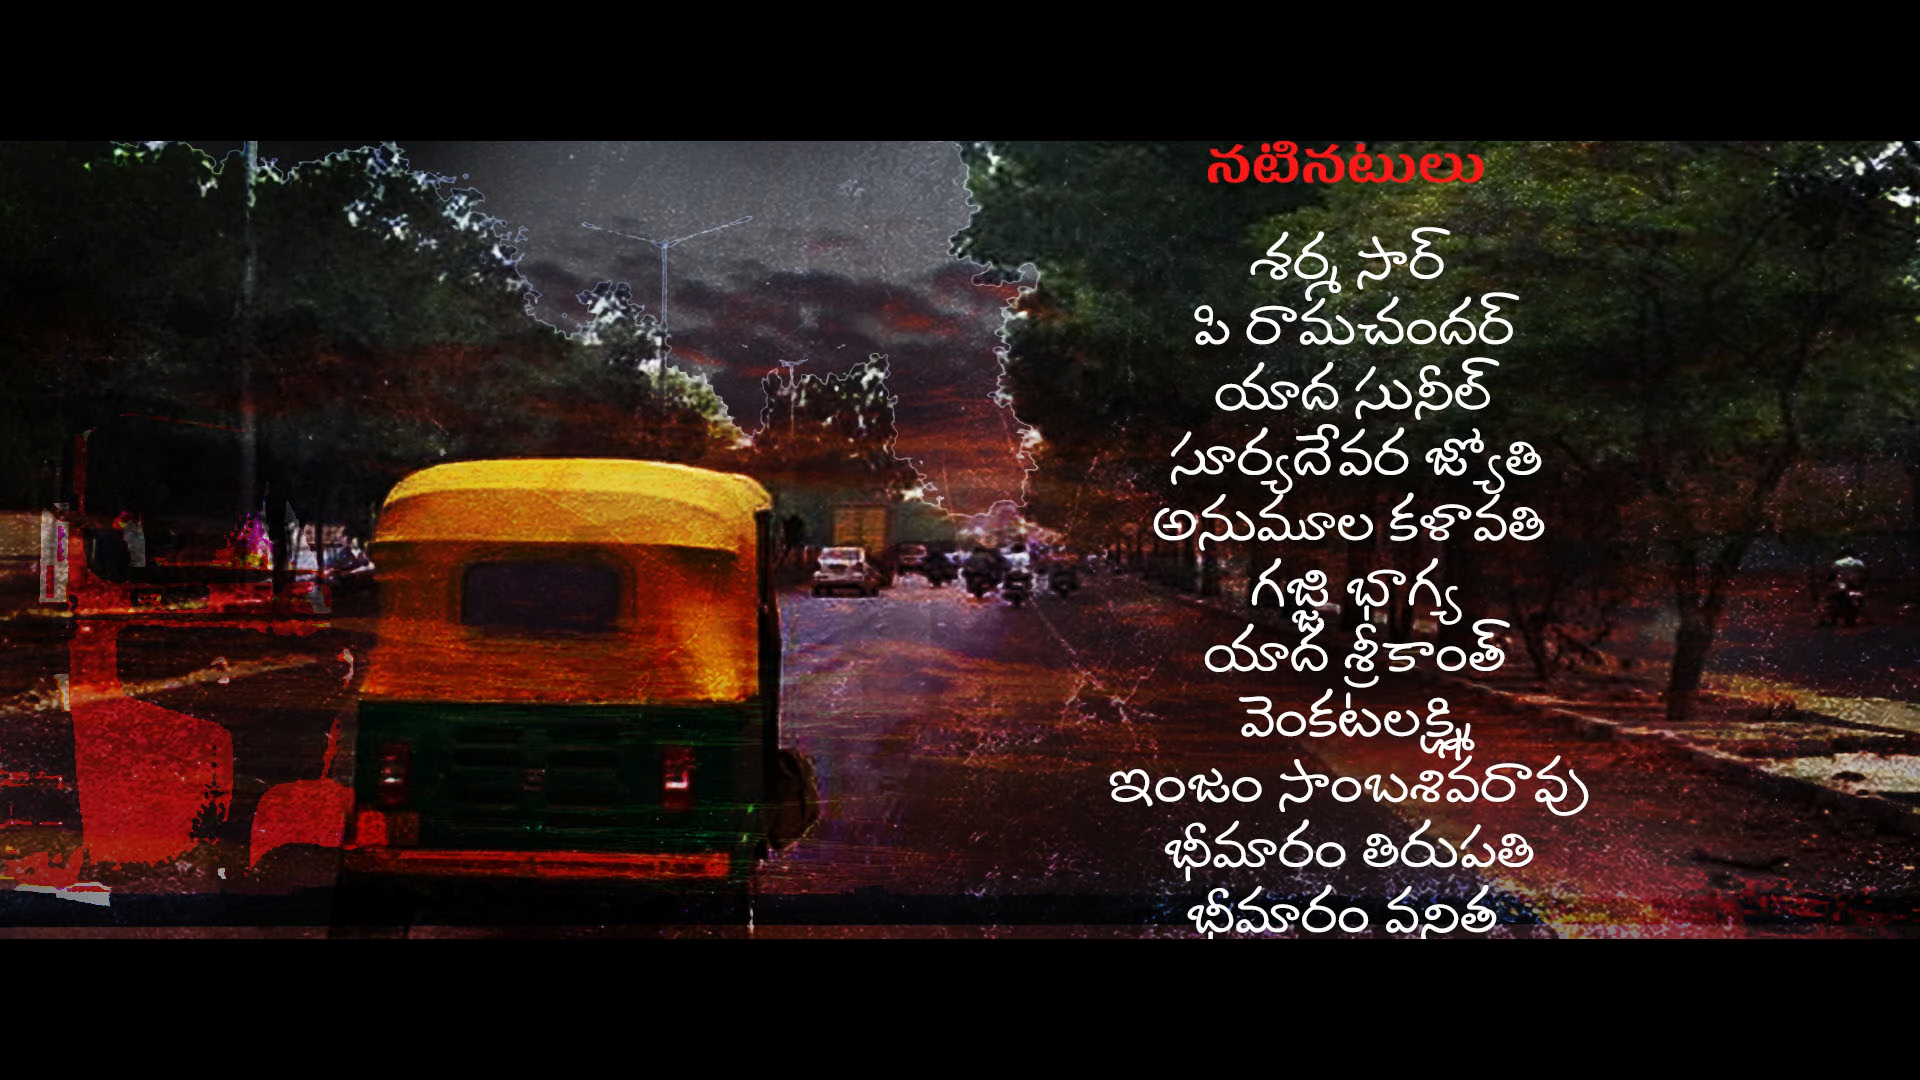 నటినటులు
శర్మ సార్
పి రామచందర్
యాద సునీల్
సూర్యదేవర జ్యోతి
అనుమూల కళావతి
గజ్జి భాగ్య
యాద శ్రీకాంత్
వెంకటలక్ష్మి
ఇంజం సాంబశివరావు
భీమారం తిరుపతి
భీమారం వనిత